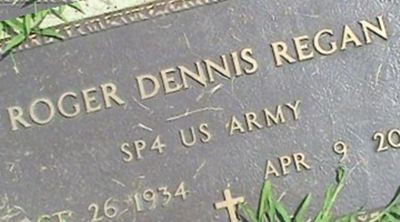 ROGER DENNIS REGAN
SP4 US ARMY
26 1934
APR 9